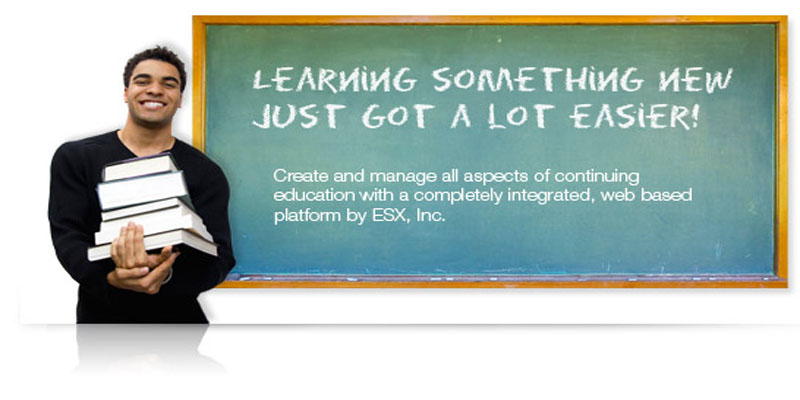 LEARNING SOMETHING NEW
JUST GOT A LOT EASIER!
Create and manage all aspects of continuing
education with a completely integrated, web based
platform by ESX, Inc.